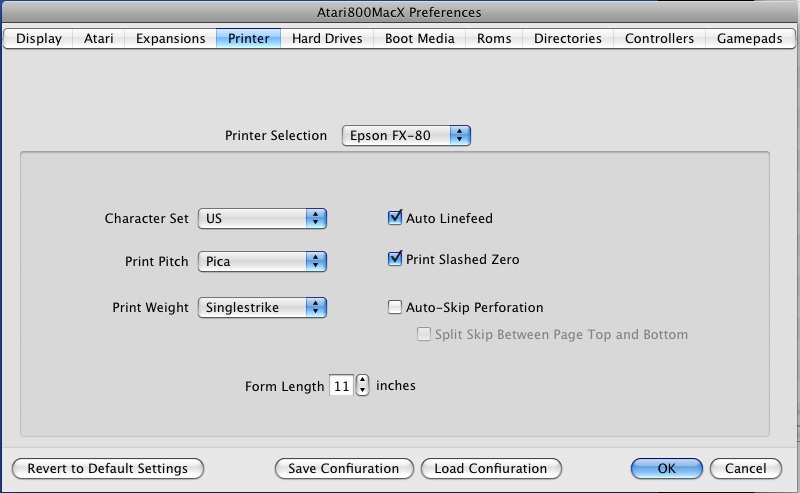 Atari800MacX Preferences
Display Atari Expansions Printer Hard Drives Boot Media Roms Directories Controllers Gamepads
Printer Selection Epson FX-80
Character Set US Auto Linefeed
Print Pitch Pica Print Slashed Zero
Print Weight Singlestrike Auto-Skip Perforation
Split Skip Between Page Top and Bottom
Form Length 11 inches
Revert to Default Settings Save Confiuration Load Confiuration OK Cancel